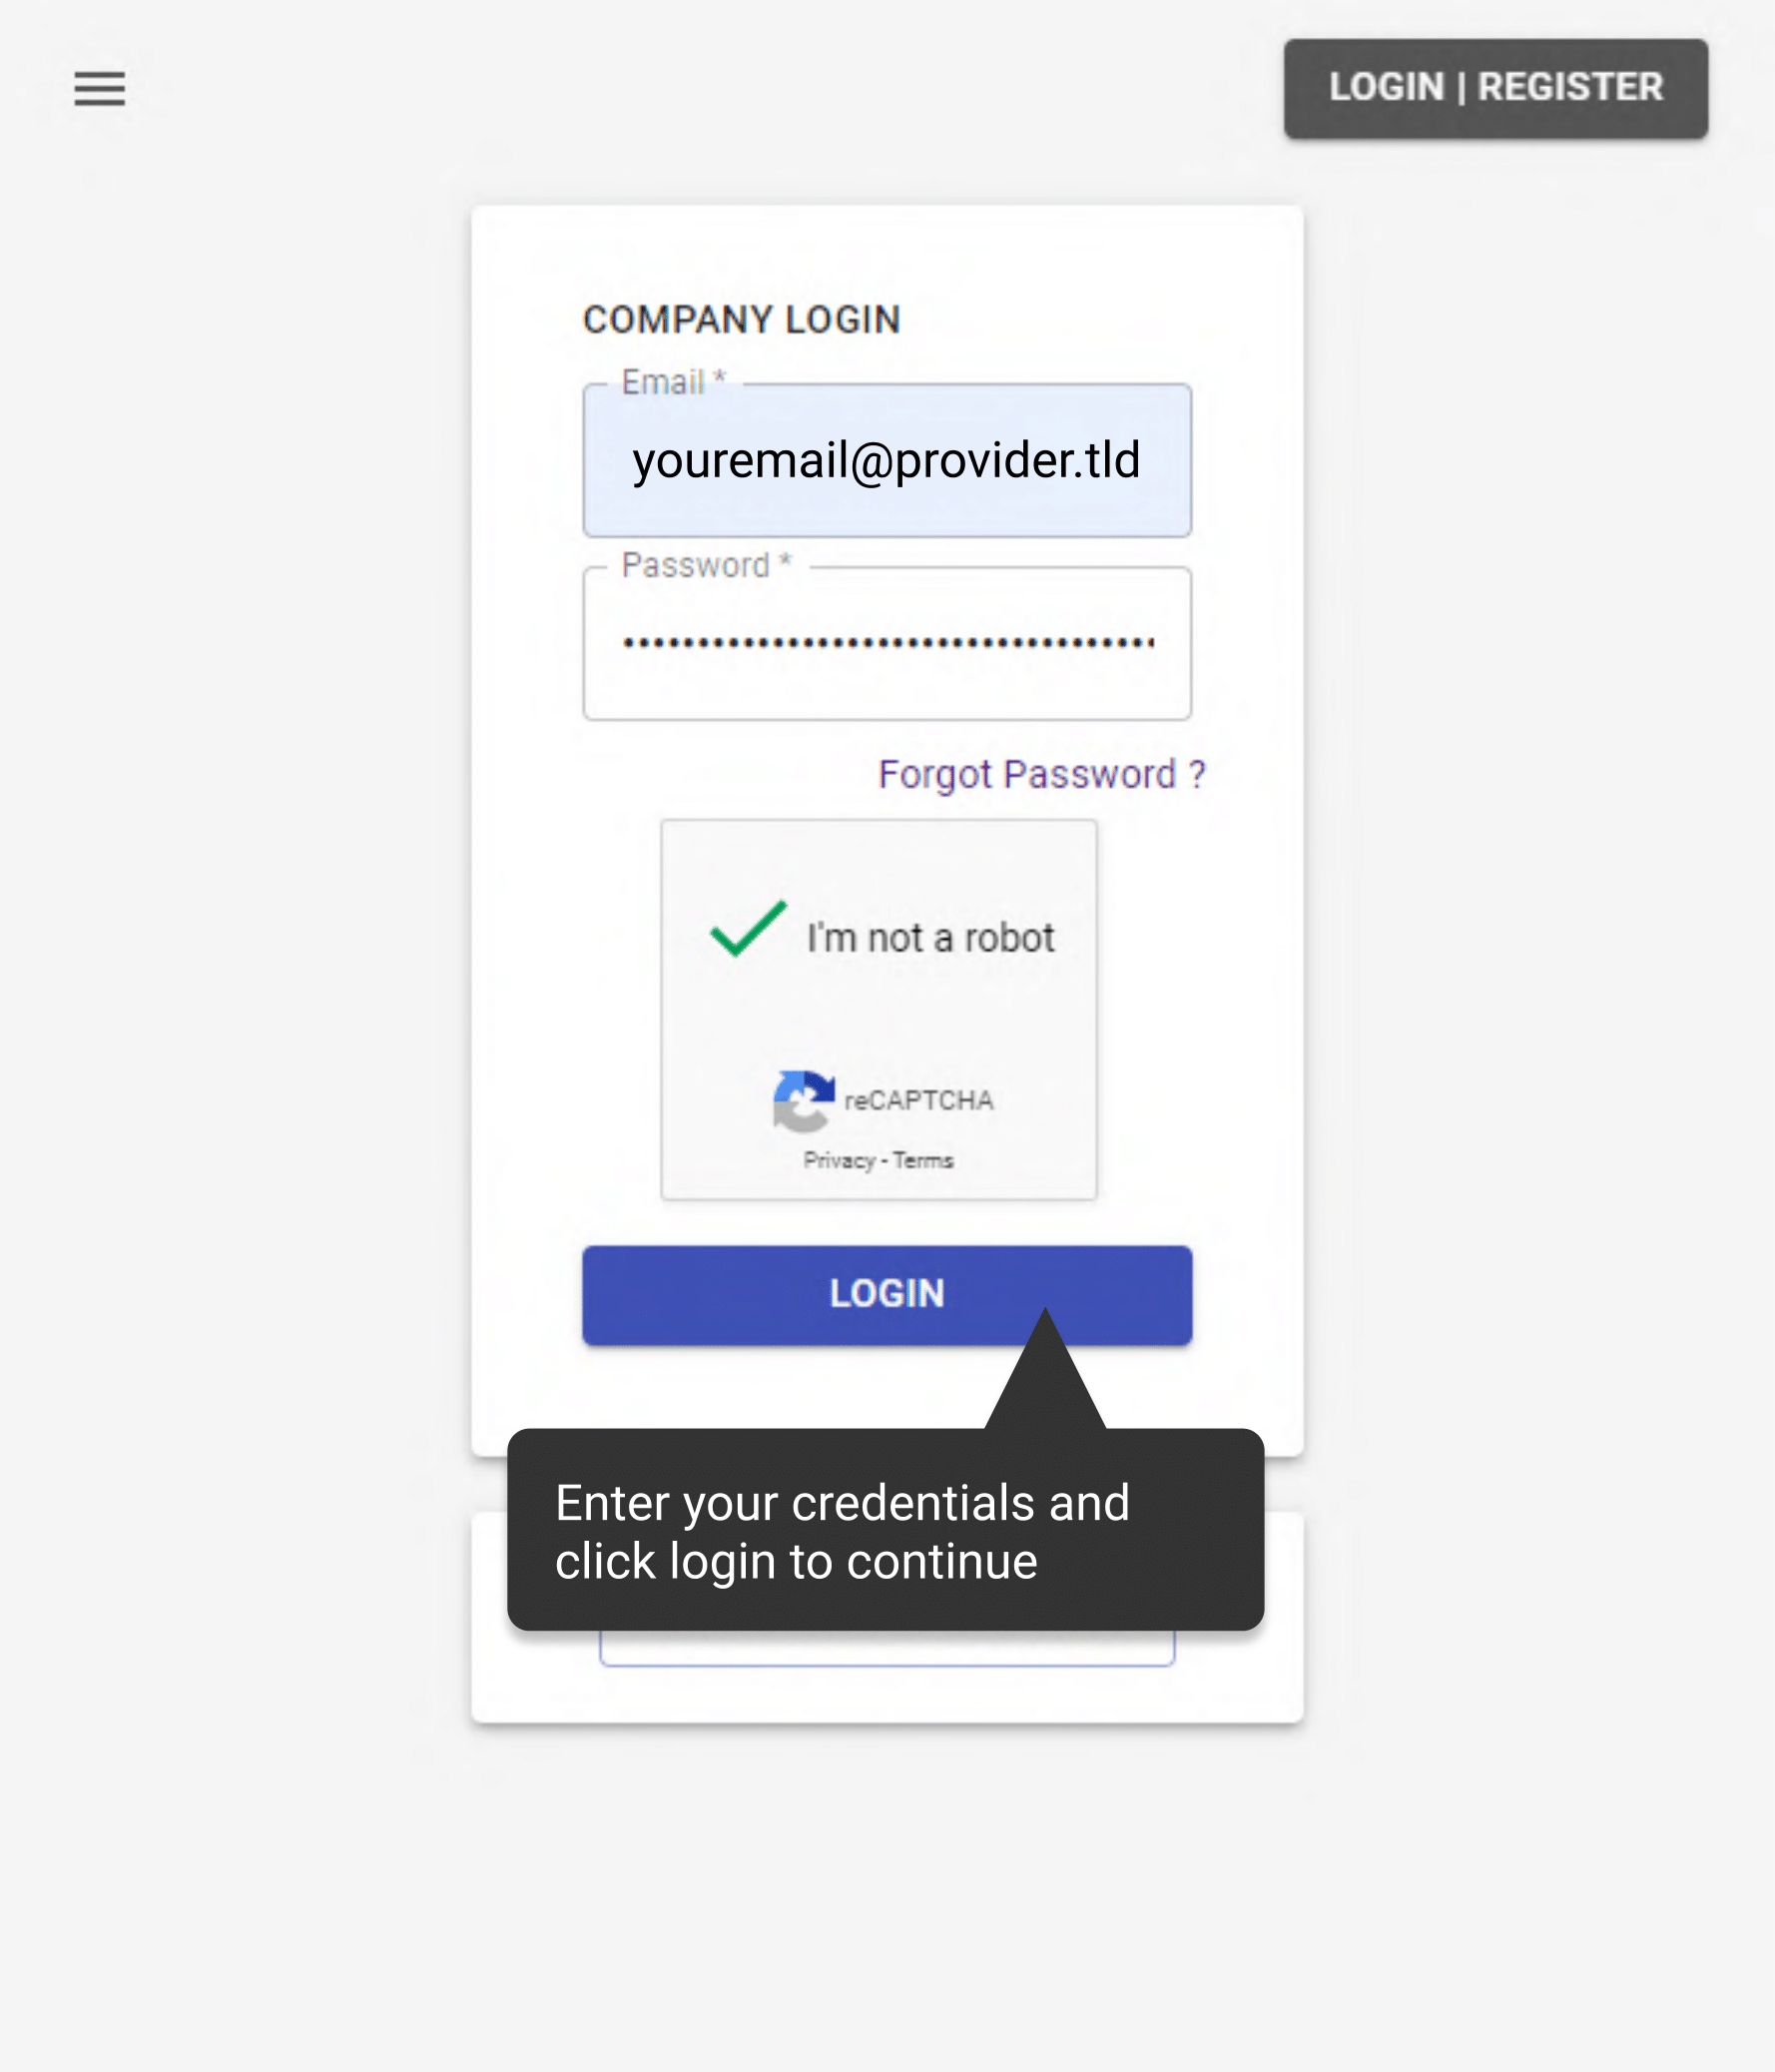 LOGIN | REGISTER
COMPANY LOGIN
Email *
youremail@provider.tld
Password *
Forgot Password ?
I'm not a robot
reCAPTCHA
Privacy - Terms
LOGIN
Enter your credentials and
click login to continue